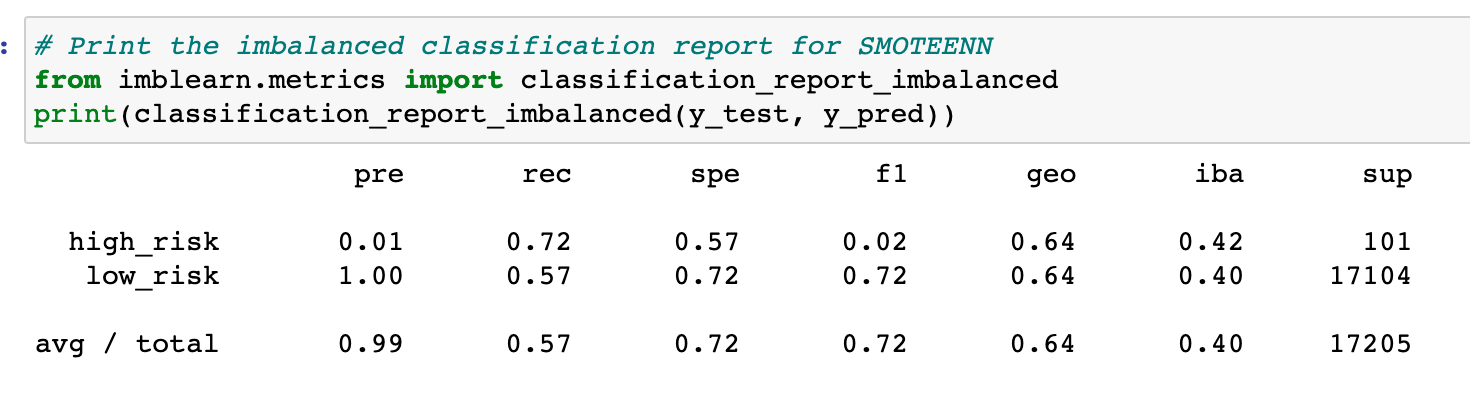 :
# Print the imbalanced classification report for SMOTEENN
from imblearn.metrics import classification_report_imbalanced
print(classification_report_imbalanced(y_test, y_pred))
pre rec spe f1 geo iba sup
high_risk 0.01 0.72 0.57 0.02 0.64 0.42 101
low_risk 1.00 0.57 0.72 0.72 0.64 0.40 17104
avg / total 0.99 0.57 0.72 0.72 0.64 0.40 17205